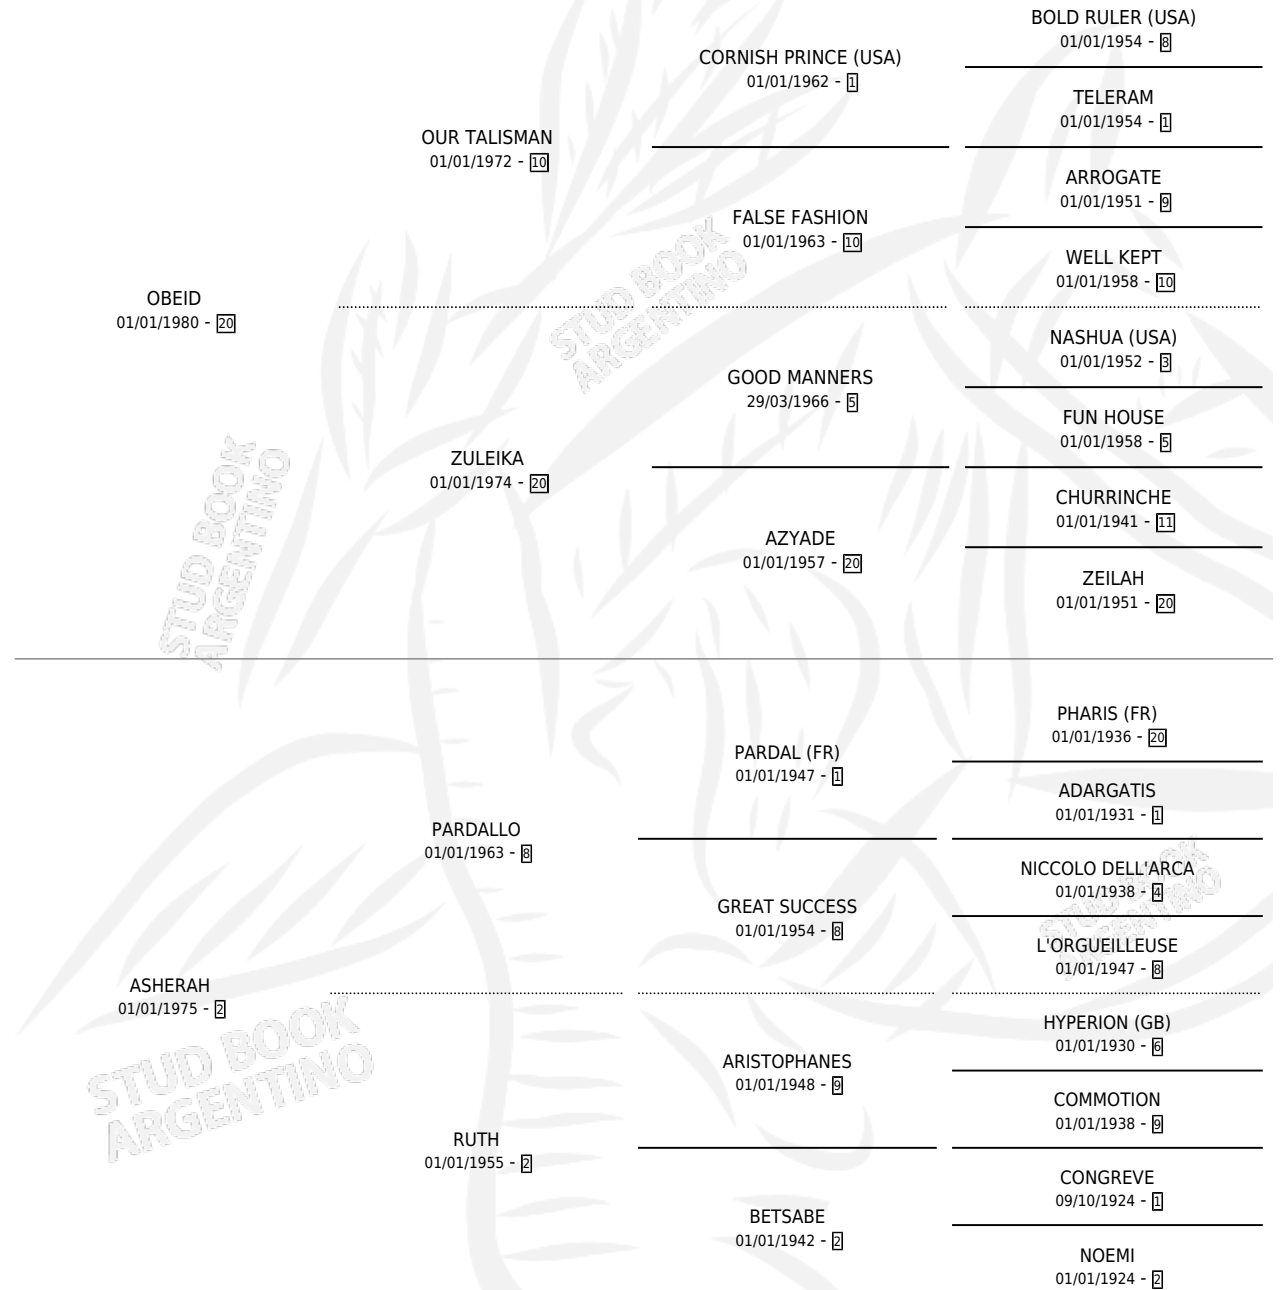 BOLD RULER (USA)
01/01/1954 - 8
CORNISH PRINCE (USA)
01/01/1962 - 1
TELERAM
01/01/1954 - 1
OUR TALISMAN
01/01/1972 - 10
ARROGATE
01/01/1951 - 9
FALSE FASHION
01/01/1963 - 10
WELL KEPT
01/01/1958 - 10
OBEID
01/01/1980 - 20
NASHUA (USA)
01/01/1952 - 3
GOOD MANNERS
29/03/1966 - 5
FUN HOUSE
01/01/1958 - 5
ZULEIKA
01/01/1974 - 20
CHURRINCHE
01/01/1941 - 11
AZYADE
01/01/1957 - 20
ZEILAH
01/01/1951 - 20
STUD BOOK
ARGENTINO
STUD BOOK
ARGENTINO
PHARIS (FR)
01/01/1936 - 20
PARDAL (FR)
01/01/1947 - 1
ADARGATIS
01/01/1931 - 1
PARDALLO
01/01/1963 - 8
NICCOLO DELL'ARCA
01/01/1938 - 4
GREAT SUCCESS
01/01/1954 - 8
L'ORGUEILLEUSE
01/01/1947 - 8
ASHERAH
01/01/1975 - 2
HYPERION (GB)
01/01/1930 - 6
ARISTOPHANES
01/01/1948 - 9
COMMOTION
01/01/1938 - 9
RUTH
01/01/1955 - 2
CONGREVE
09/10/1924 - 1
BETSABE
01/01/1942 - 2
NOEMI
01/01/1924 - 2
STUD BOOK
ARGENTINO
STUD BOOK
ARGENTINO